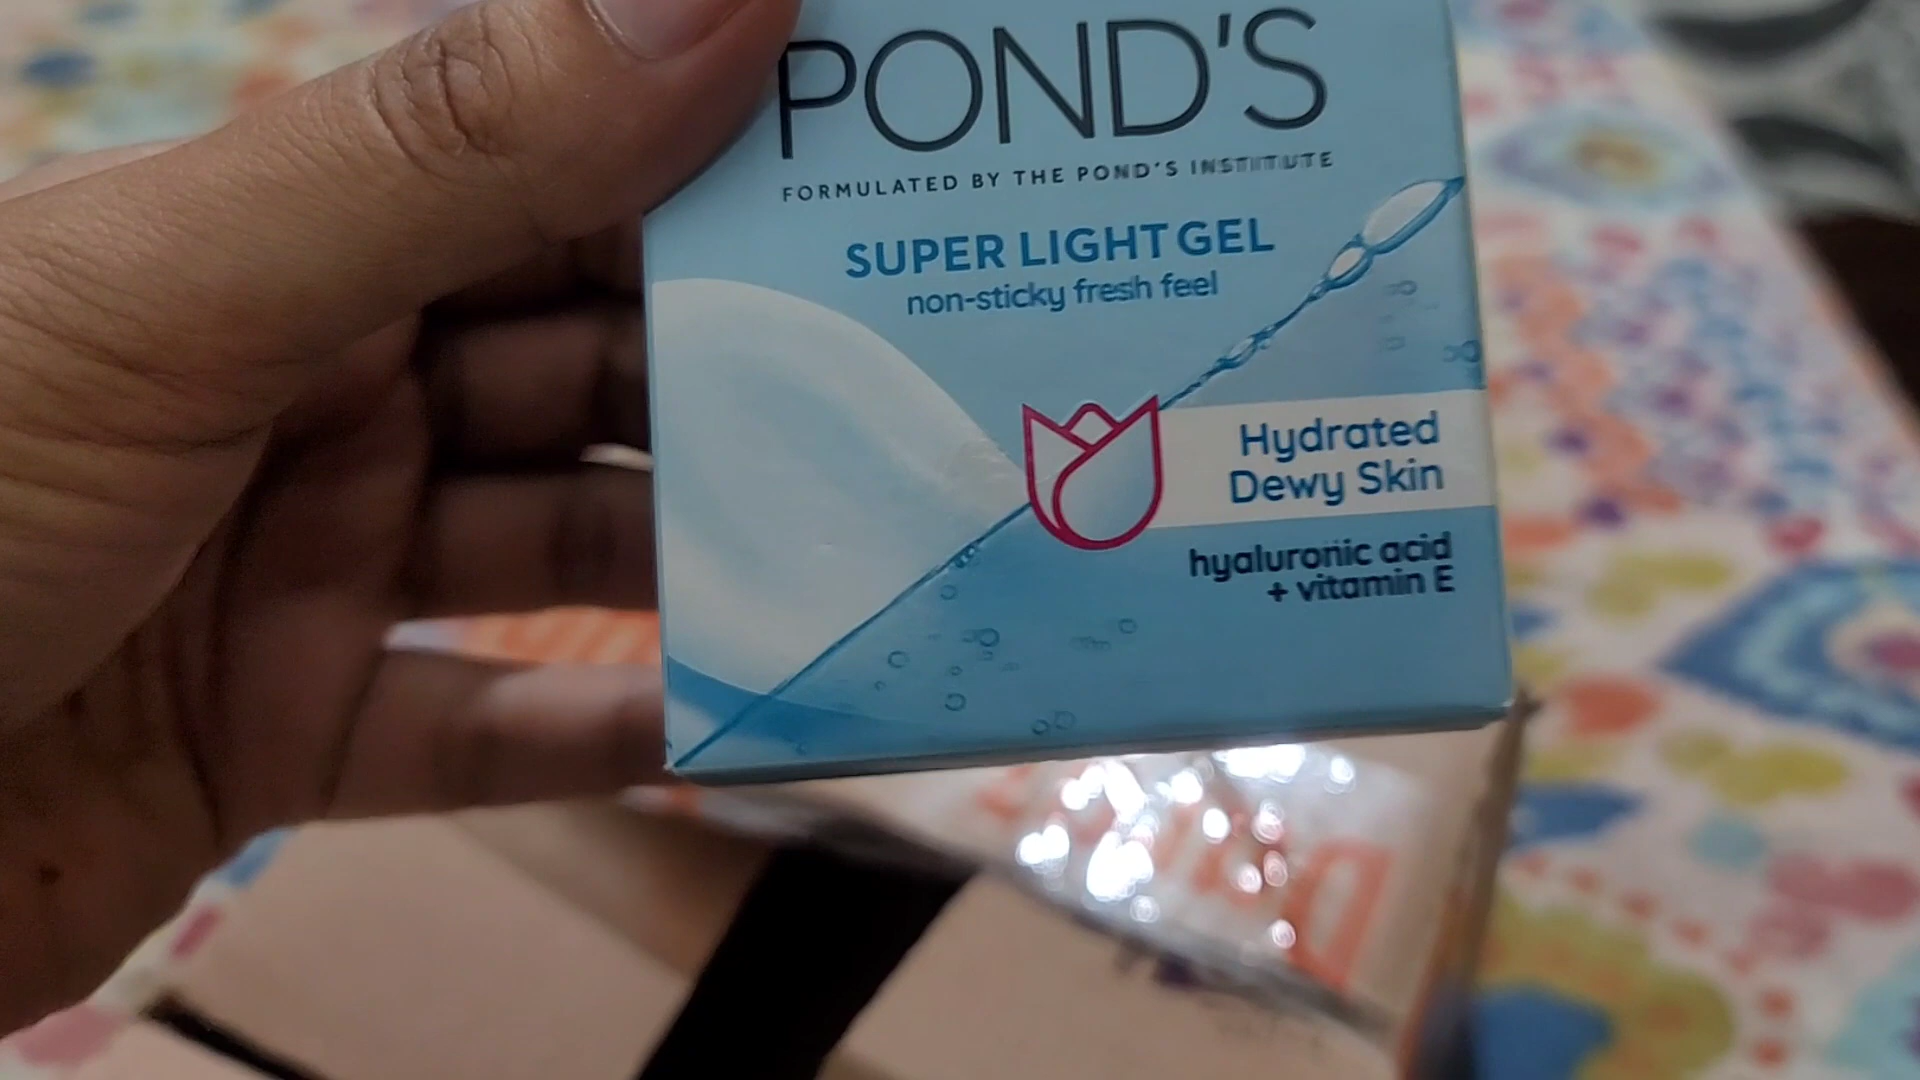 POND'S
FORMULATED BY THE POND'S INSTITUTE
SUPER LIGHT GEL
non-sticky fresh feel
Hydrated
Dewy Skin
hyaluronic acid
+ vitamin E